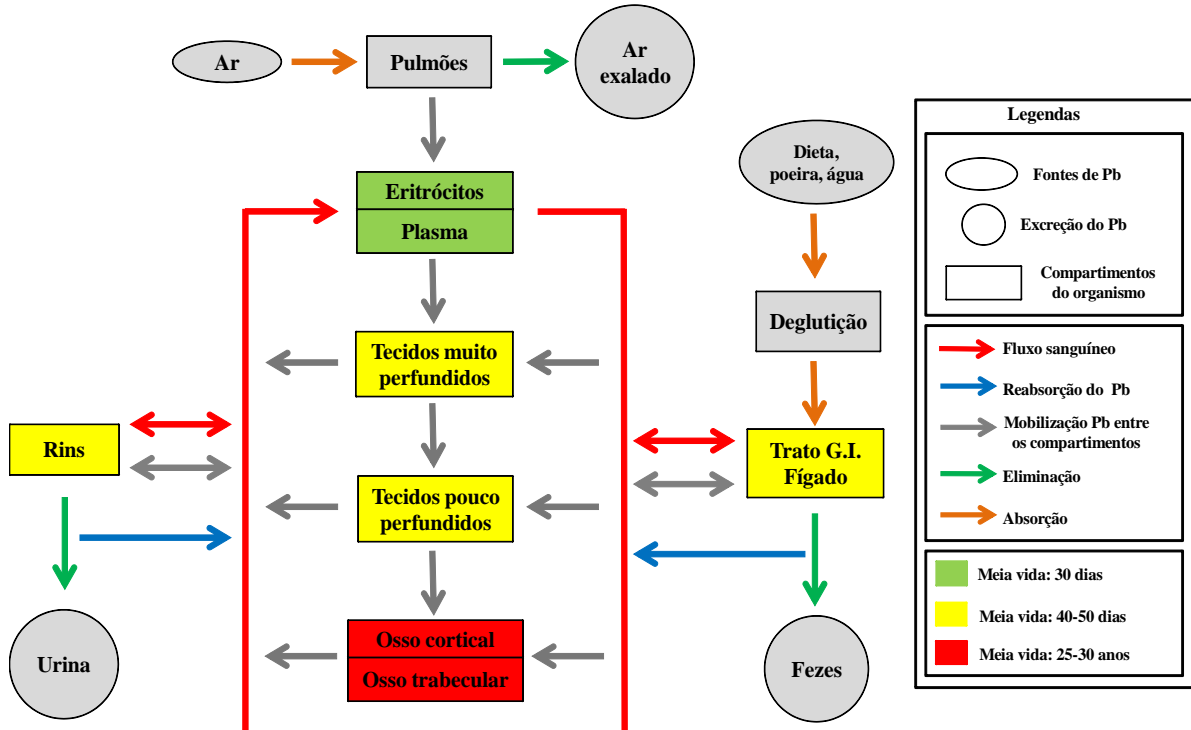 Ar
Pulmões
Ar
exalado
Eritrócitos
Plasma
Dieta,
poeira, água
Deglutição
Tecidos muito
perfundidos
Rins
Trato G.I.
Fígado
Tecidos pouco
perfundidos
Osso cortical
Osso trabecular
Urina
Fezes
Legendas
Fontes de Pb
Excreção do Pb
Compartimentos
do organismo
Fluxo sanguíneo
Reabsorção do Pb
Mobilização Pb entre
os compartimentos
Eliminação
Absorção
Meia vida: 30 dias
Meia vida: 40-50 dias
Meia vida: 25-30 anos